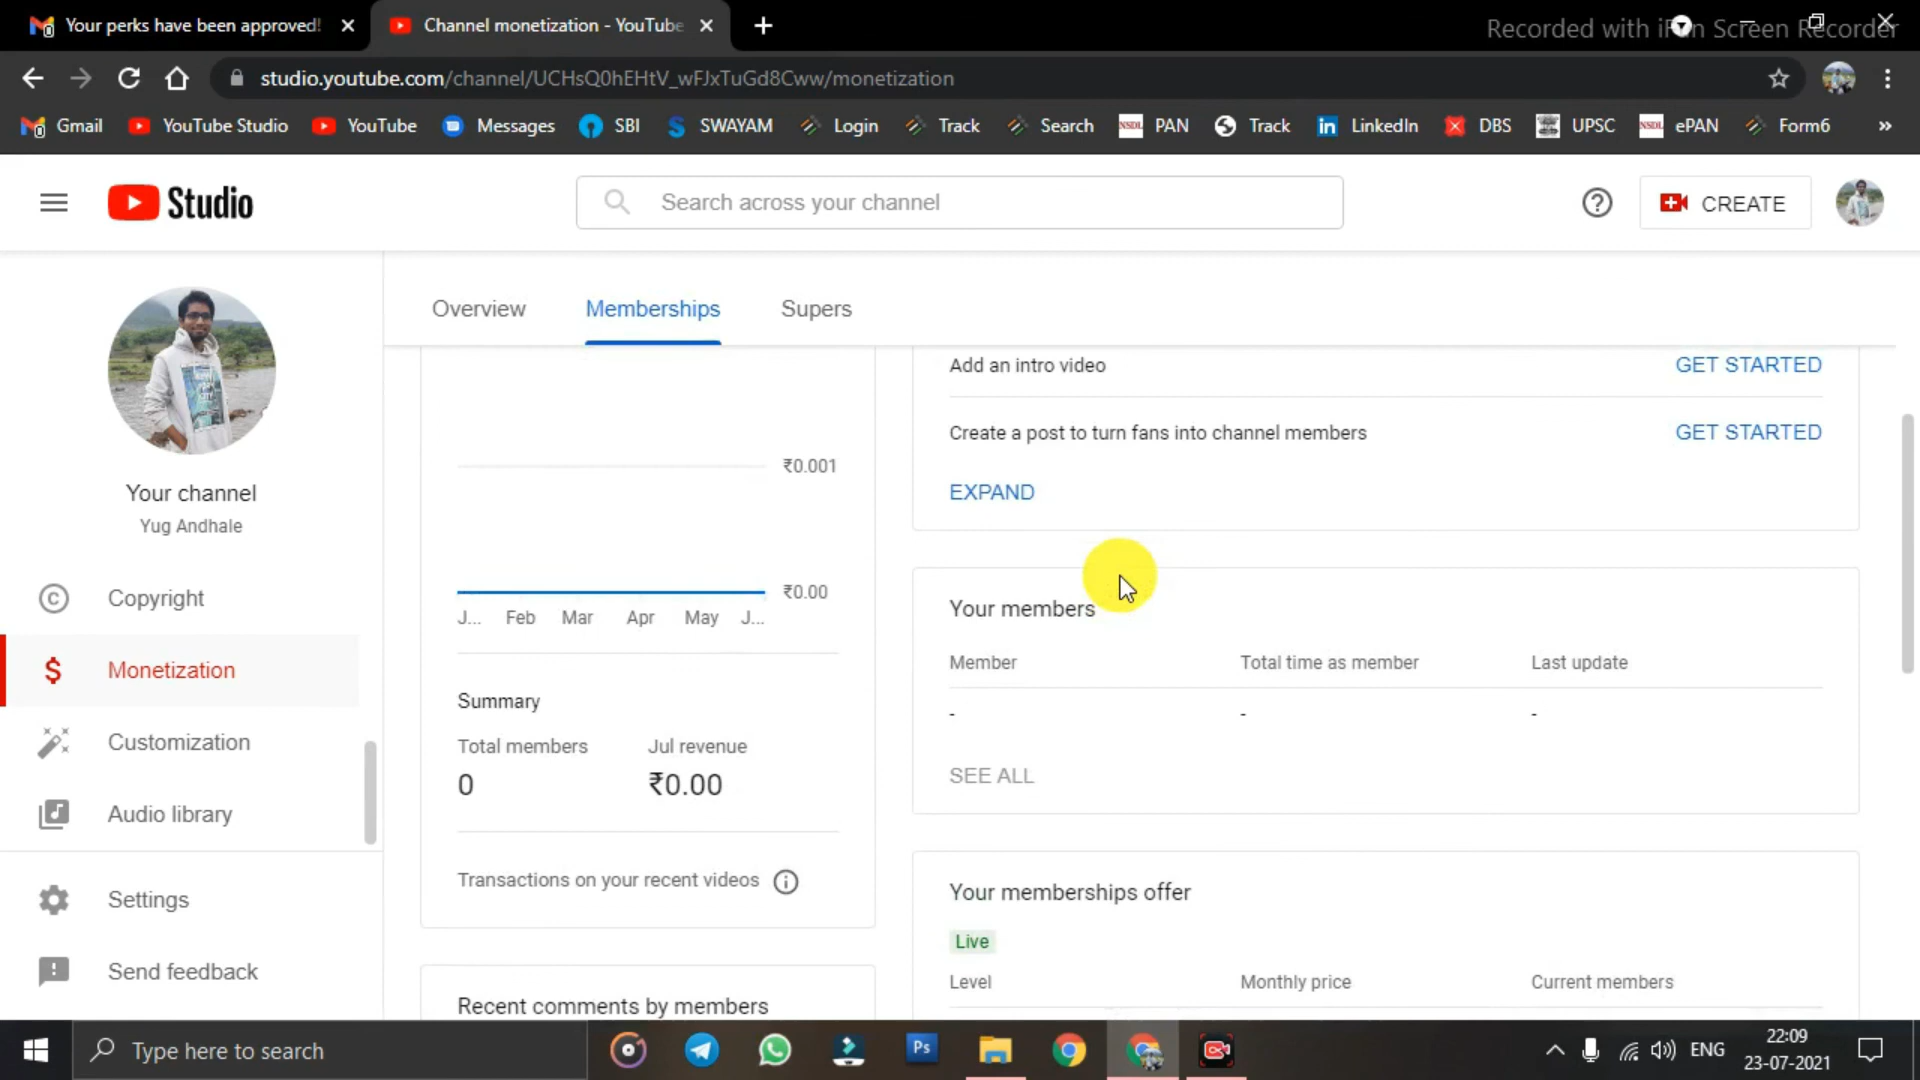 Your perks have been approved!
Channel monetization - YouTube
Recorded with iFun Screen Recorder
studio.youtube.com/channel/UCHsQ0hEHtV_wFJxTuGd8Cww/monetization
Gmail YouTube Studio YouTube Messages SBI SWAYAM Login Track Search PAN Track LinkedIn DBS UPSC ePAN Form6 »
Studio
Search across your channel
CREATE
Your channel
Yug Andhale
Copyright
Monetization
Customization
Audio library
Settings
Send feedback
Overview Memberships Supers
₹0.001
₹0.00
J... Feb Mar Apr May J...
Summary
Total members Jul revenue
0 ₹0.00
Transactions on your recent videos
Recent comments by members
Add an intro video GET STARTED
Create a post to turn fans into channel members GET STARTED
EXPAND
Your members
Member Total time as member Last update
- - -
SEE ALL
Your memberships offer
Live
Level Monthly price Current members
Type here to search
Ps
ENG
22:09
23-07-2021